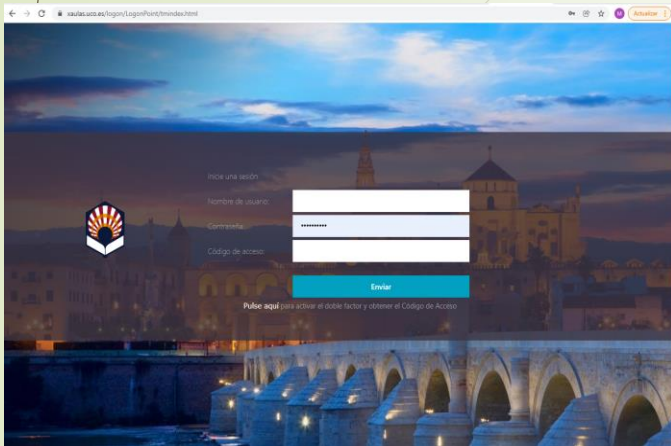 xaulas.uco.es/logon/LogonPoint/tmindex.html
Actualizar
Inicie una sesión
Nombre de usuario:
Contraseña:
••••••••••
Código de acceso:
Enviar
Pulse aquí para activar el doble factor y obtener el Código de Acceso